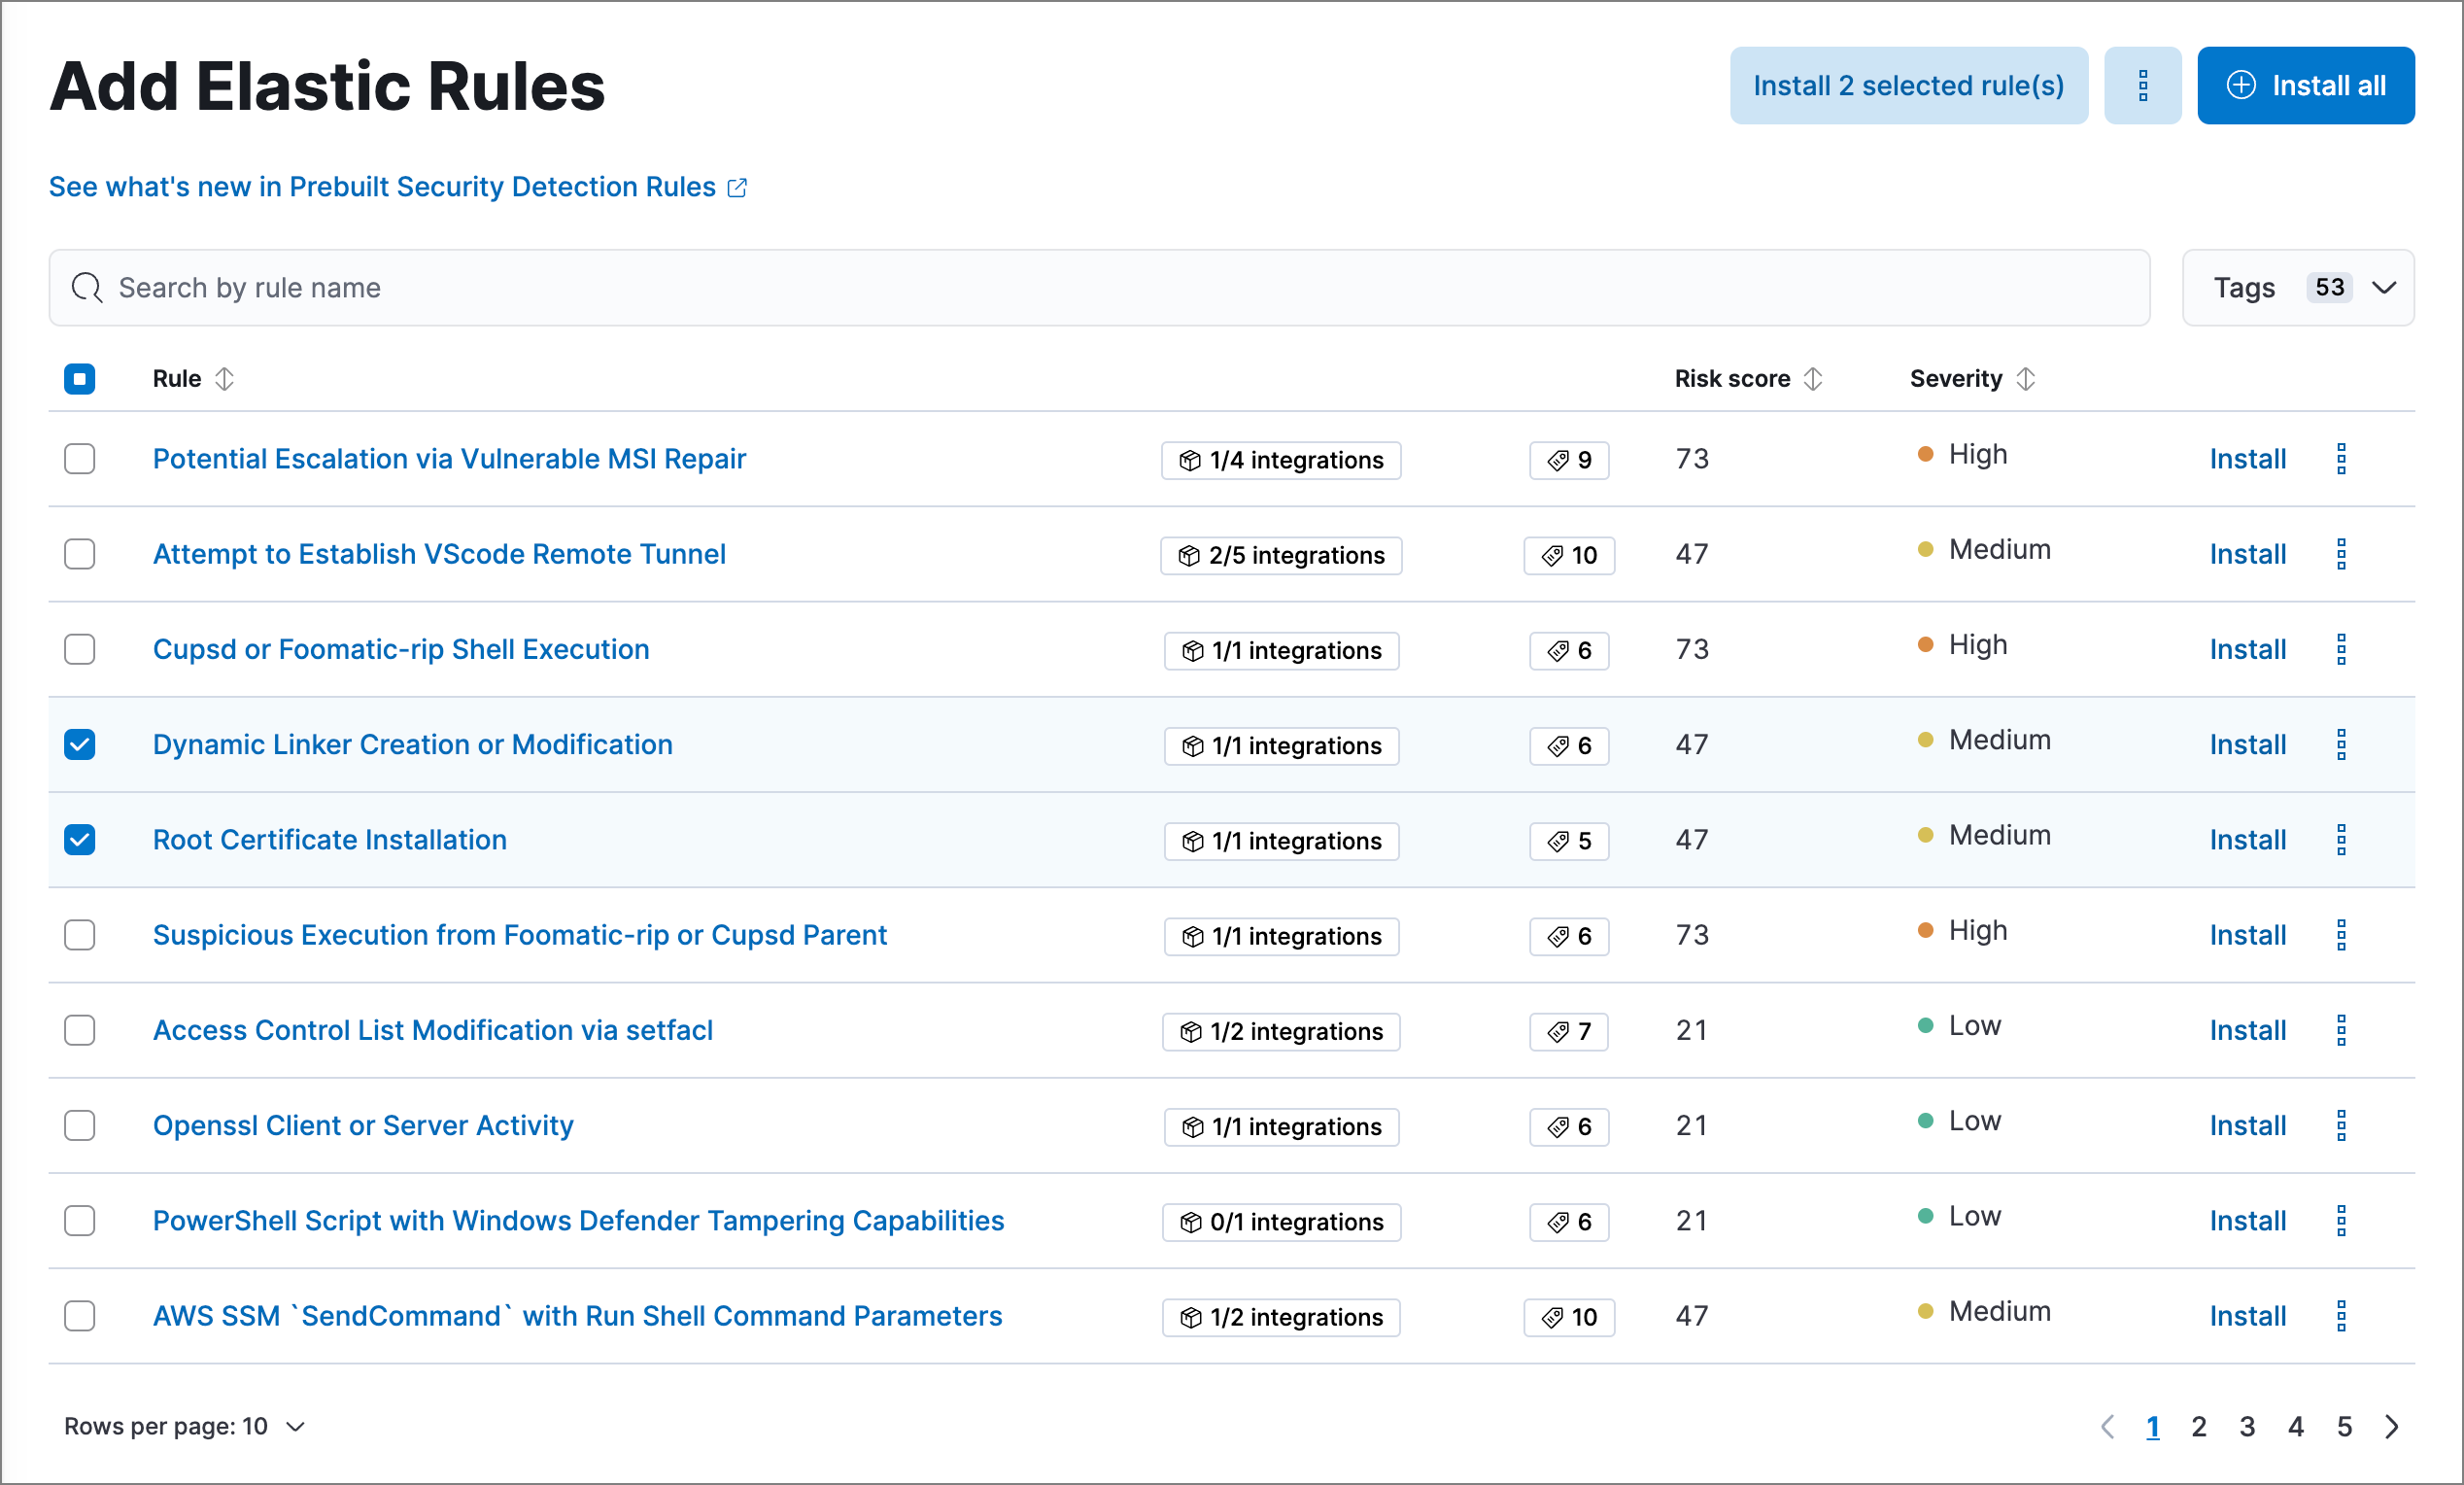 Add Elastic Rules
Install 2 selected rule(s)
Install all
See what's new in Prebuilt Security Detection Rules
Search by rule name
Tags 53
Rule Risk score Severity
Potential Escalation via Vulnerable MSI Repair 1/4 integrations 9 73 High Install
Attempt to Establish VScode Remote Tunnel 2/5 integrations 10 47 Medium Install
Cupsd or Foomatic-rip Shell Execution 1/1 integrations 6 73 High Install
Dynamic Linker Creation or Modification 1/1 integrations 6 47 Medium Install
Root Certificate Installation 1/1 integrations 5 47 Medium Install
Suspicious Execution from Foomatic-rip or Cupsd Parent 1/1 integrations 6 73 High Install
Access Control List Modification via setfacl 1/2 integrations 7 21 Low Install
Openssl Client or Server Activity 1/1 integrations 6 21 Low Install
PowerShell Script with Windows Defender Tampering Capabilities 0/1 integrations 6 21 Low Install
AWS SSM `SendCommand` with Run Shell Command Parameters 1/2 integrations 10 47 Medium Install
Rows per page: 10
1 2 3 4 5